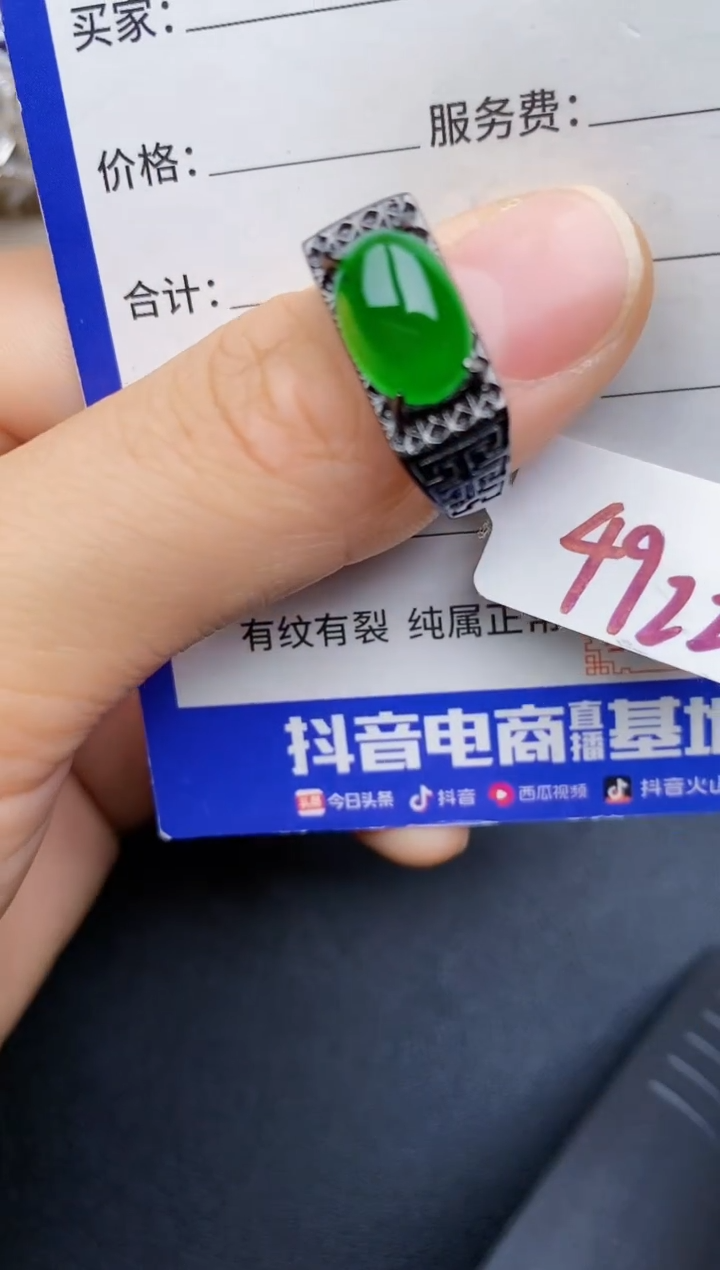 买家:
服务费:
价格:
合计:
492
有纹有裂 纯属正常
抖音电商直播基地
今日头条 抖音 西瓜视频 抖音火山